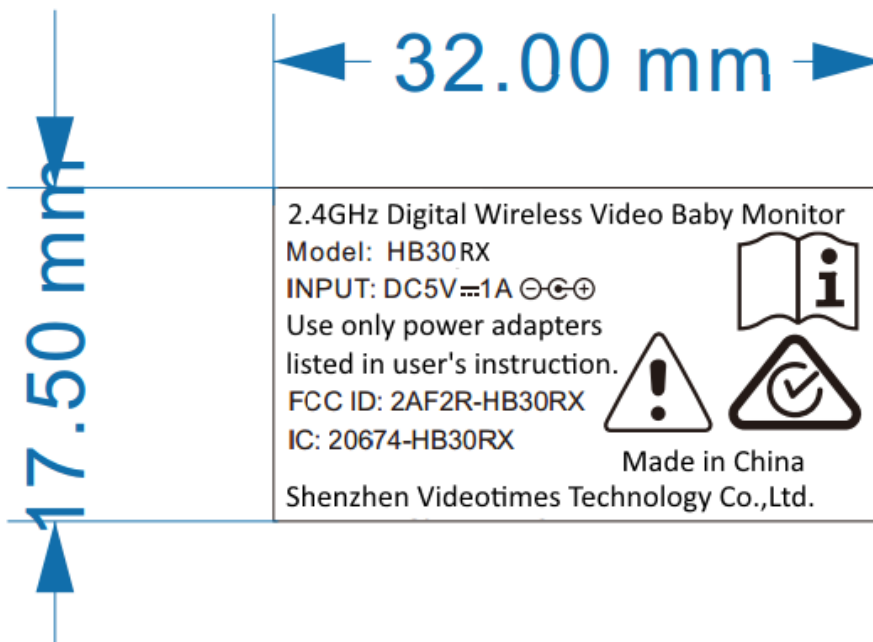 32.00 mm
17.50 mm
2.4GHz Digital Wireless Video Baby Monitor
Model: HB30RX
INPUT: DC5V⎓1A
Use only power adapters
listed in user's instruction.
FCC ID: 2AF2R-HB30RX
IC: 20674-HB30RX
Made in China
Shenzhen Videotimes Technology Co.,Ltd.